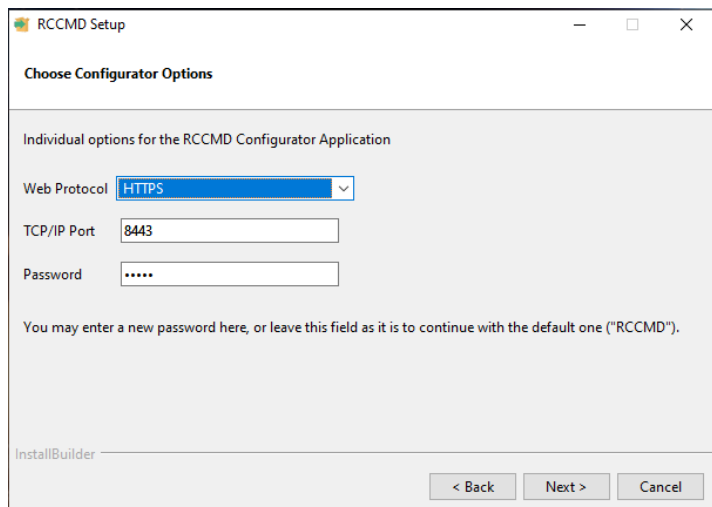 RCCMD Setup
Choose Configurator Options
Individual options for the RCCMD Configurator Application
Web Protocol HTTPS
TCP/IP Port 8443
Password •••••
You may enter a new password here, or leave this field as it is to continue with the default one ("RCCMD").
InstallBuilder
< Back Next > Cancel